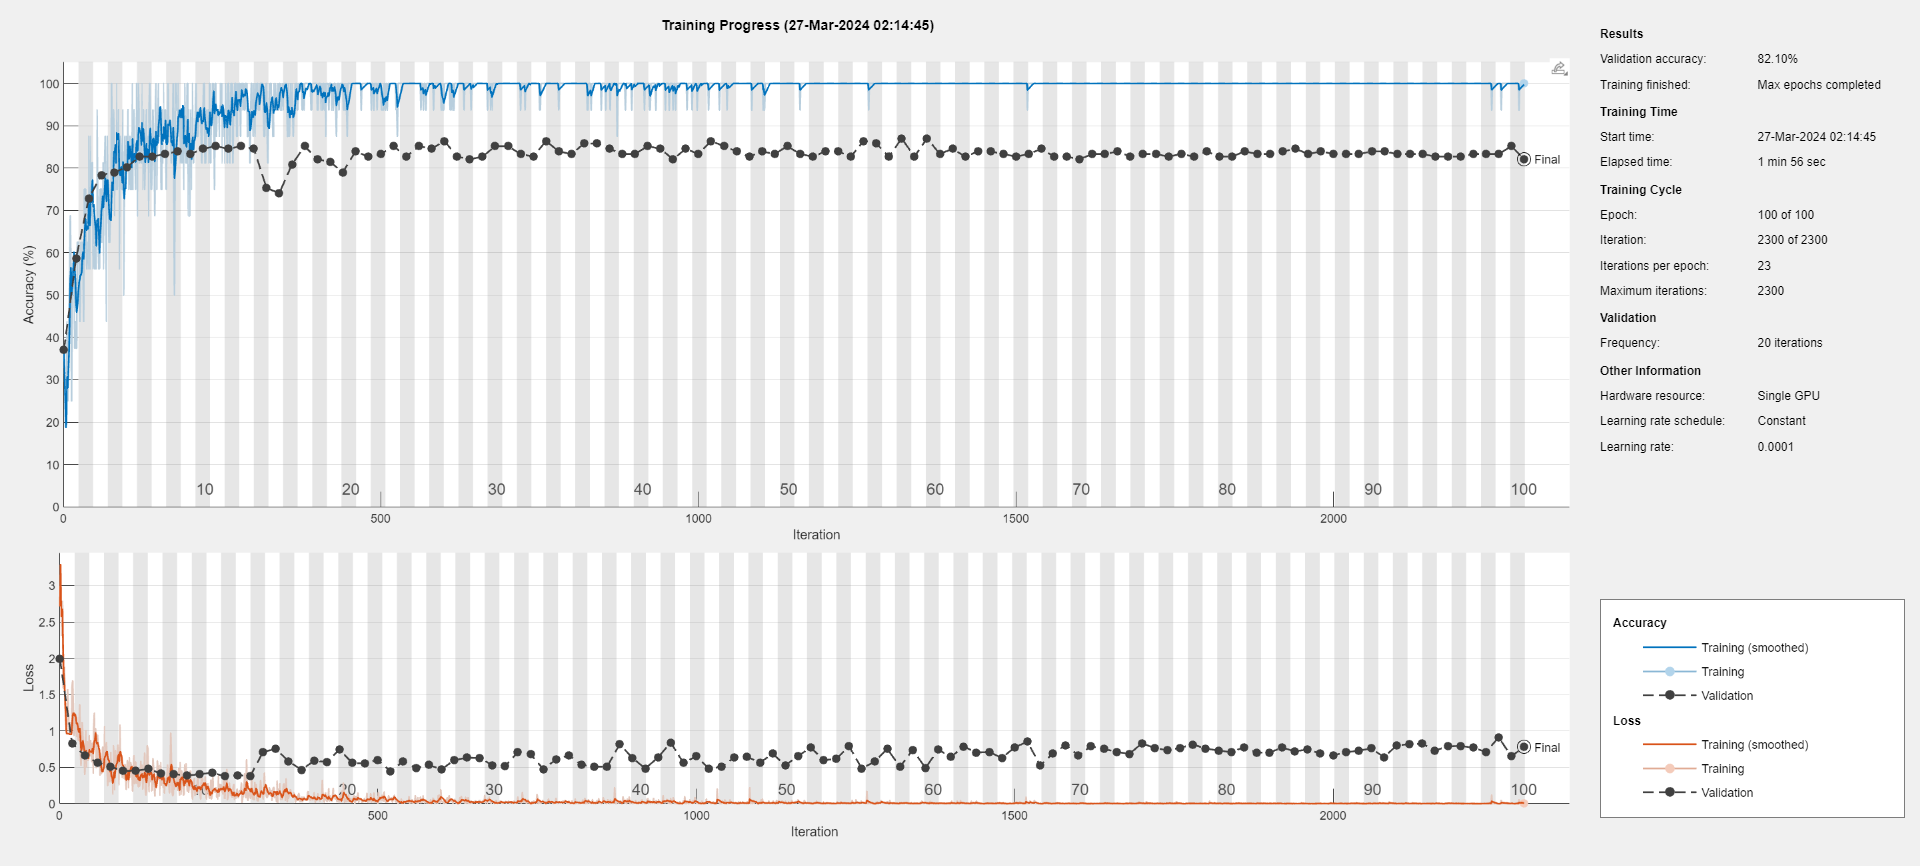 Training Progress (27-Mar-2024 02:14:45)
Accuracy (%)
100
90
80
70
60
50
40
30
20
10
0
Final
10 20 30 40 50 60 70 80 90 100
0 500 1000 1500 2000
Iteration
Loss
3
2.5
2
1.5
1
0.5
0
Final
10 20 30 40 50 60 70 80 90 100
0 500 1000 1500 2000
Iteration
Results
Validation accuracy: 82.10%
Training finished: Max epochs completed
Training Time
Start time: 27-Mar-2024 02:14:45
Elapsed time: 1 min 56 sec
Training Cycle
Epoch: 100 of 100
Iteration: 2300 of 2300
Iterations per epoch: 23
Maximum iterations: 2300
Validation
Frequency: 20 iterations
Other Information
Hardware resource: Single GPU
Learning rate schedule: Constant
Learning rate: 0.0001
Accuracy
Training (smoothed)
Training
Validation
Loss
Training (smoothed)
Training
Validation